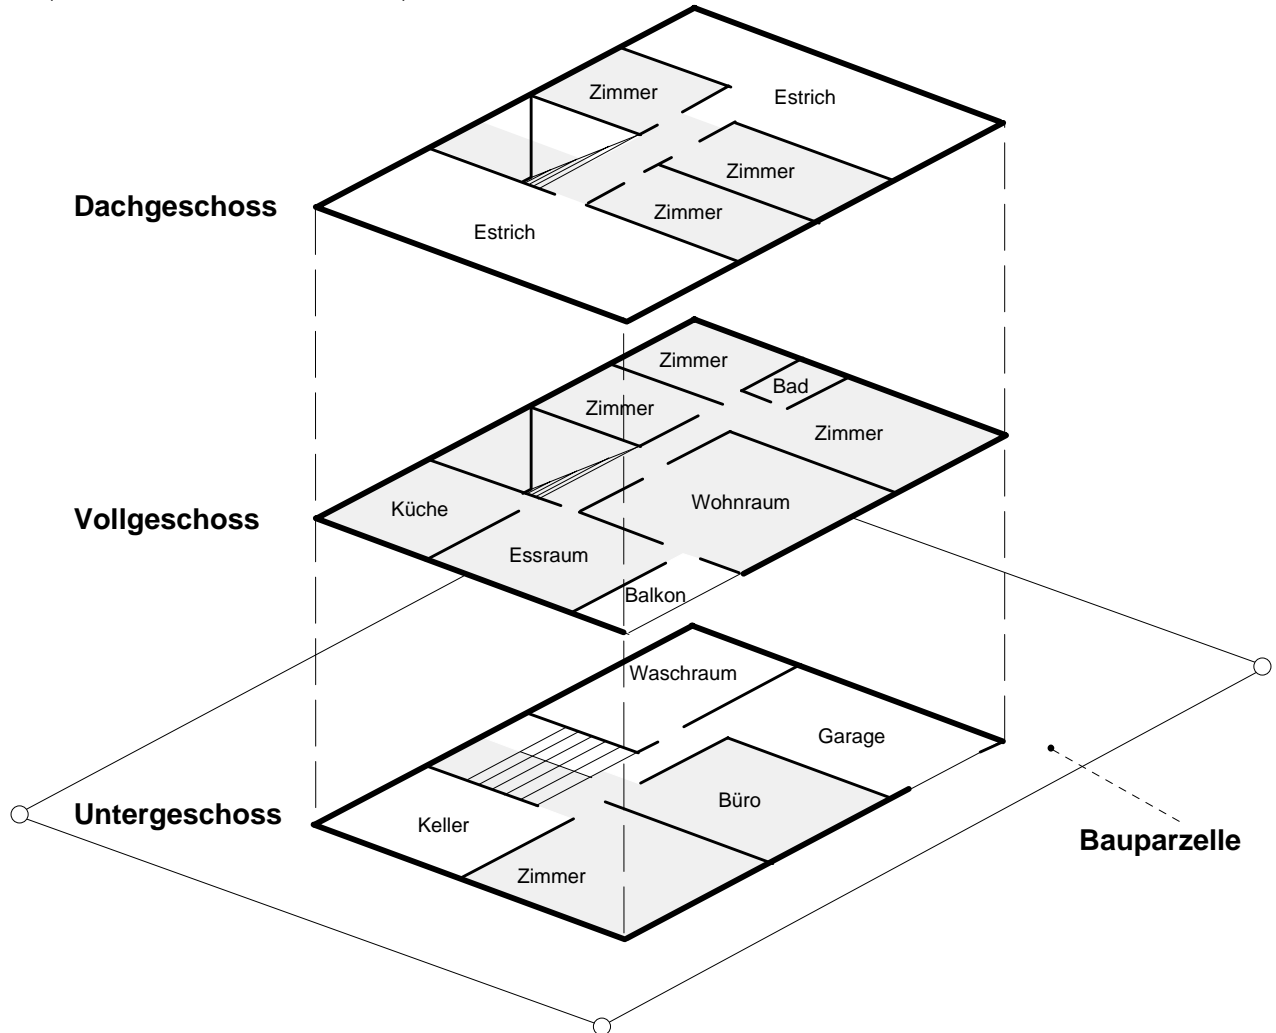 Zimmer
Estrich
Zimmer
Dachgeschoss
Zimmer
Estrich
Zimmer
Bad
Zimmer
Zimmer
Küche
Wohnraum
Vollgeschoss
Essraum
Balkon
Waschraum
Garage
Büro
Untergeschoss
Keller
Bauparzelle
Zimmer